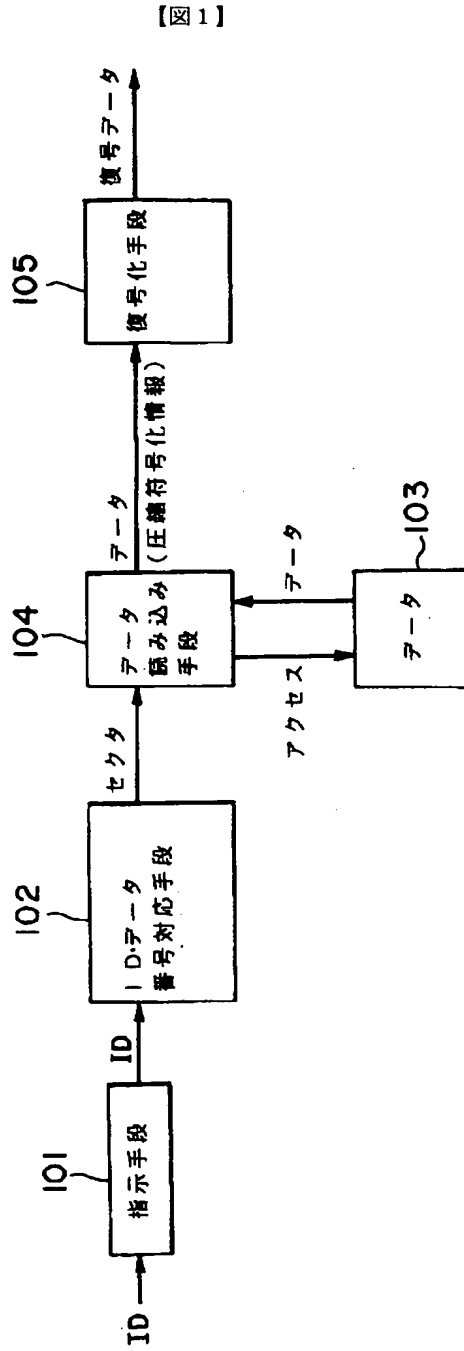 【図1】
ID
101
指示手段
ID
102
ID・データ
番号対応手段
セクタ
104
データ
読み込み
手段
アクセス
データ
103
データ
データ
(圧縮符号化情報)
105
復号化手段
復号データ